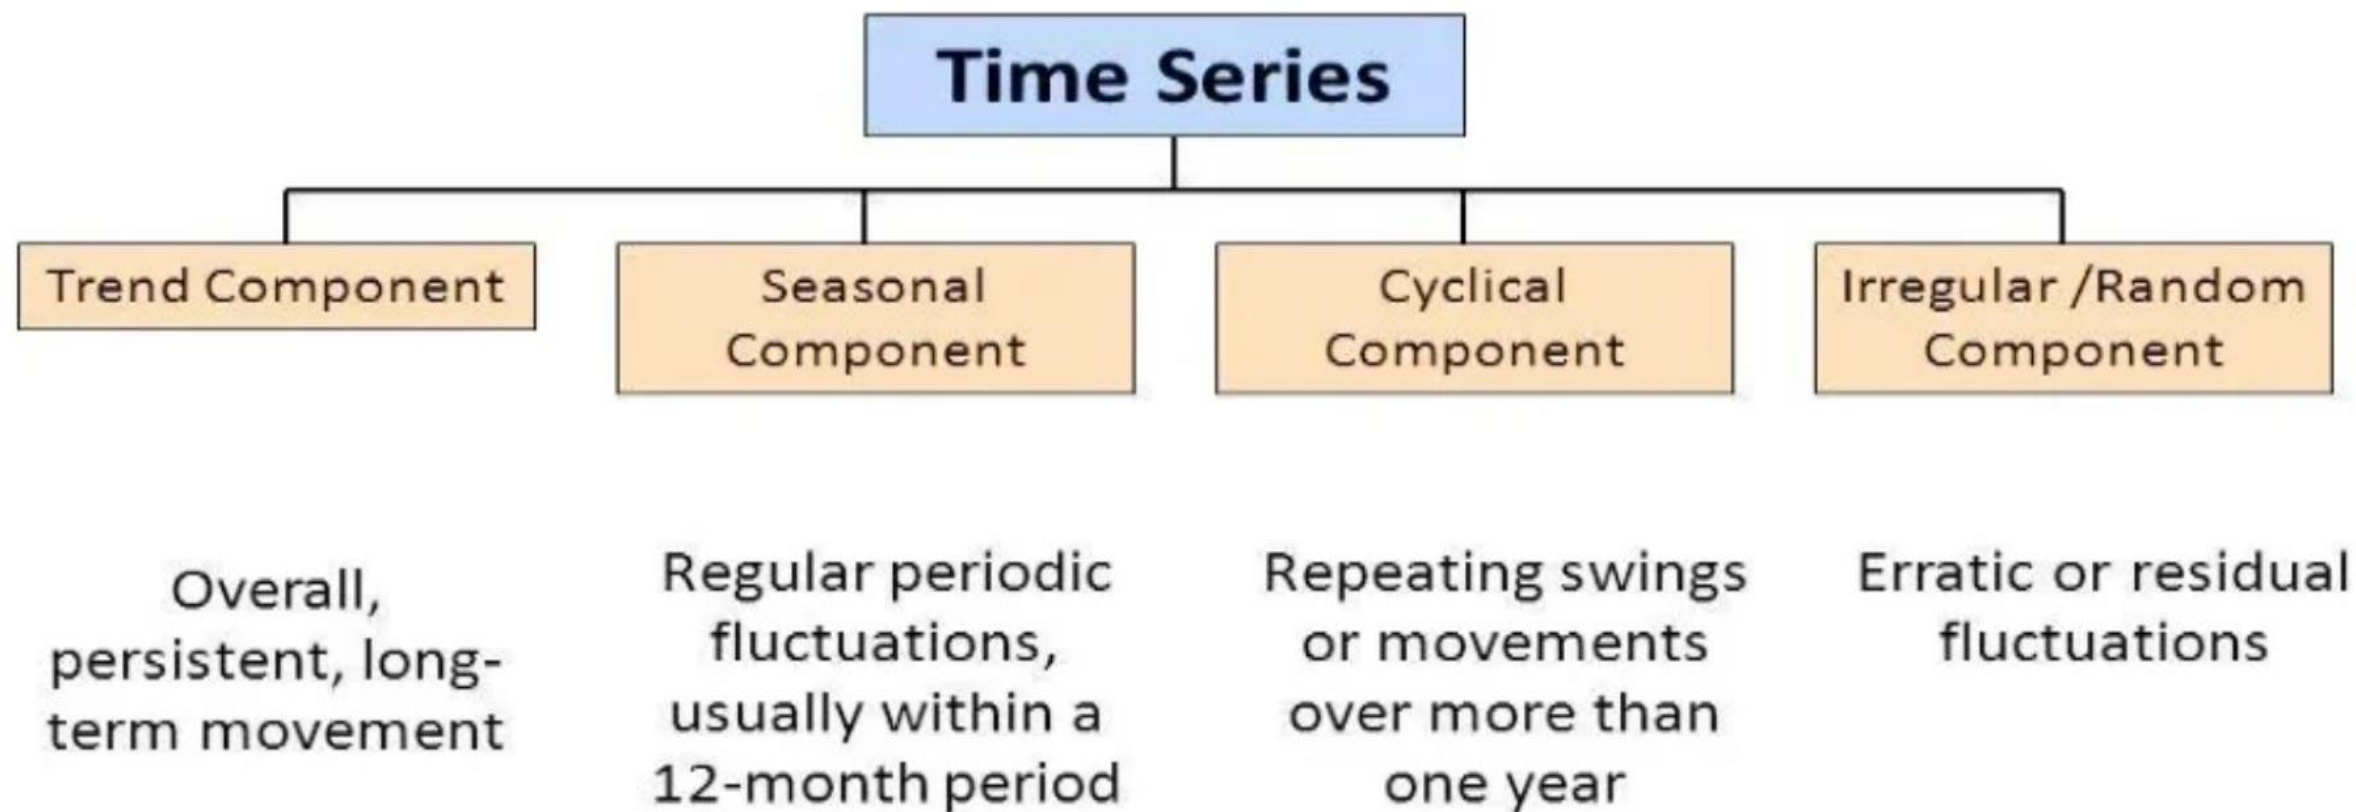 Time Series
Trend Component
Seasonal
Component
Cyclical
Component
Irregular /Random
Component
Overall,
persistent, long-
term movement
Regular periodic
fluctuations,
usually within a
12-month period
Repeating swings
or movements
over more than
one year
Erratic or residual
fluctuations